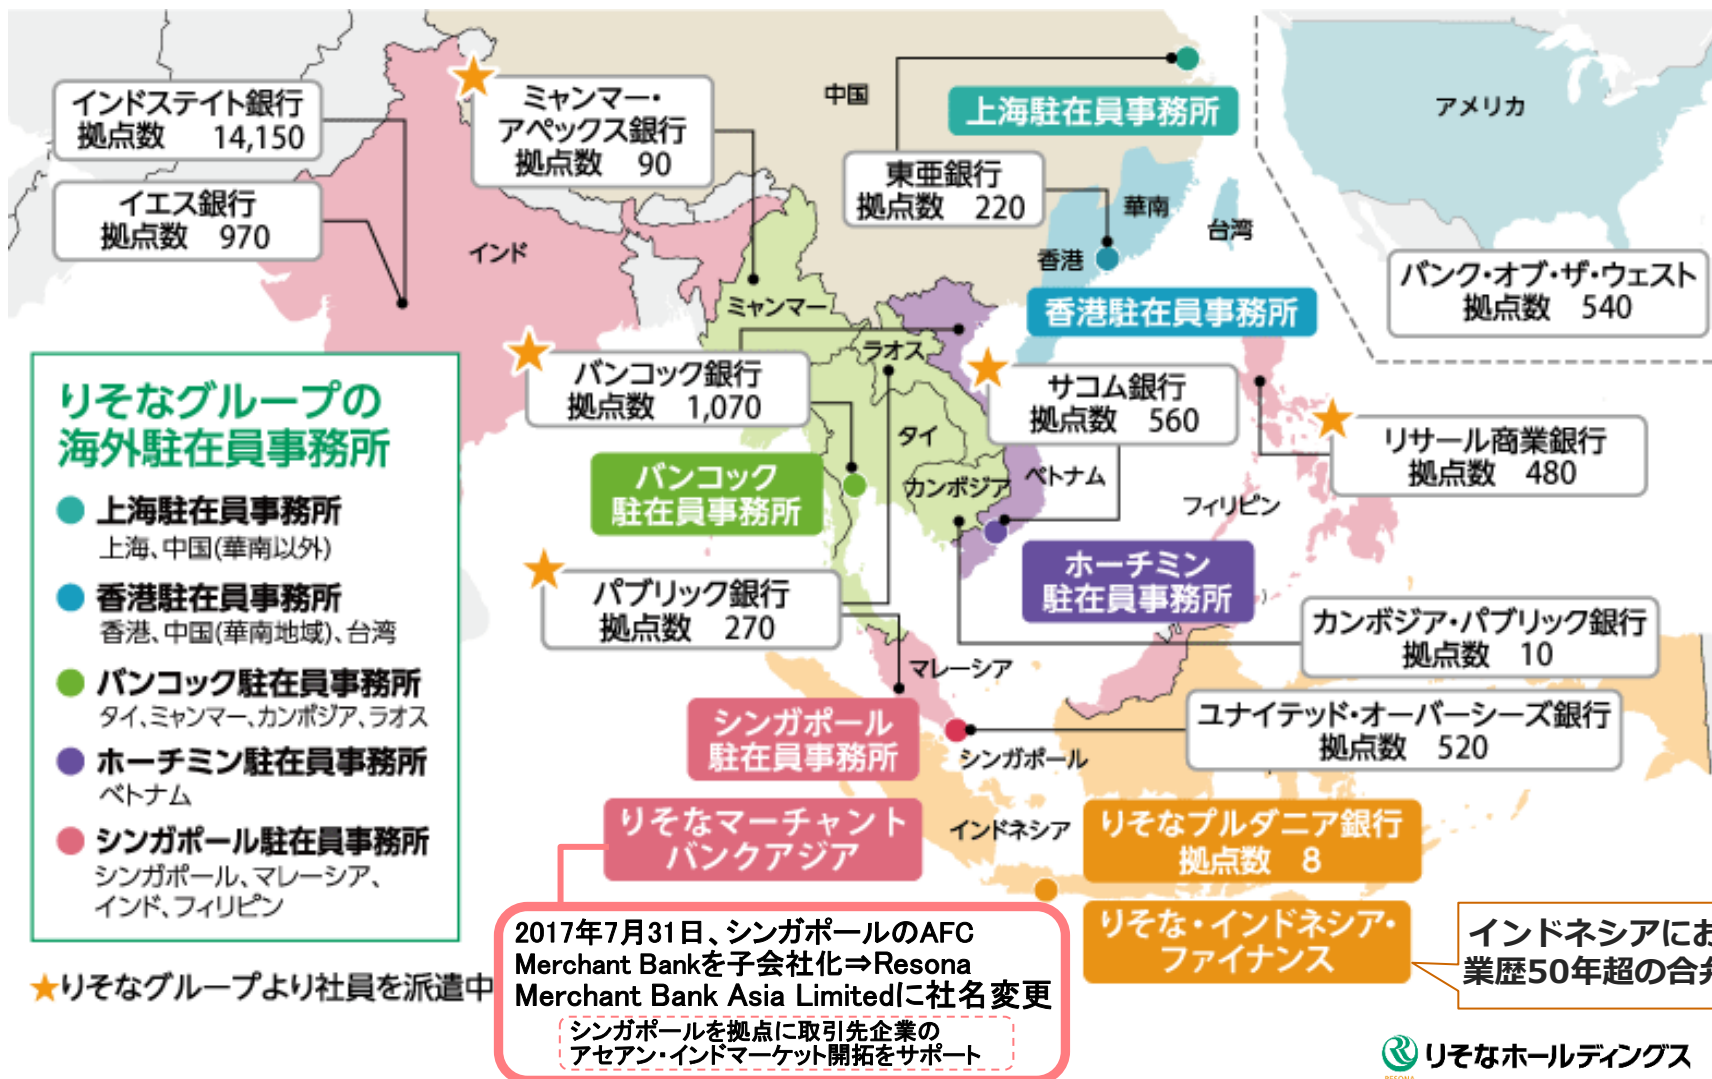 インドステイト銀行
拠点数 14,150
イエス銀行
拠点数 970
ミャンマー・
アペックス銀行
拠点数 90
中国
上海駐在員事務所
東亜銀行
拠点数 220
華南
台湾
香港
香港駐在員事務所
アメリカ
バンク・オブ・ザ・ウェスト
拠点数 540
インド
ミャンマー
ラオス
バンコック銀行
拠点数 1,070
サコム銀行
拠点数 560
リサール商業銀行
拠点数 480
タイ
カンボジア
ベトナム
フィリピン
バンコック
駐在員事務所
ホーチミン
駐在員事務所
パブリック銀行
拠点数 270
カンボジア・パブリック銀行
拠点数 10
マレーシア
ユナイテッド・オーバーシーズ銀行
拠点数 520
シンガポール
駐在員事務所
シンガポール
りそなマーチャント
バンクアジア
インドネシア
りそなプルダニア銀行
拠点数 8
りそな・インドネシア・
ファイナンス
インドネシアにお
業歴50年超の合弁
りそなグループの
海外駐在員事務所
上海駐在員事務所
上海、中国(華南以外)
香港駐在員事務所
香港、中国(華南地域)、台湾
バンコック駐在員事務所
タイ、ミャンマー、カンボジア、ラオス
ホーチミン駐在員事務所
ベトナム
シンガポール駐在員事務所
シンガポール、マレーシア、
インド、フィリピン
★りそなグループより社員を派遣中
2017年7月31日、シンガポールのAFC
Merchant Bankを子会社化⇒Resona
Merchant Bank Asia Limitedに社名変更
シンガポールを拠点に取引先企業の
アセアン・インドマーケット開拓をサポート
RESONA
りそなホールディングス